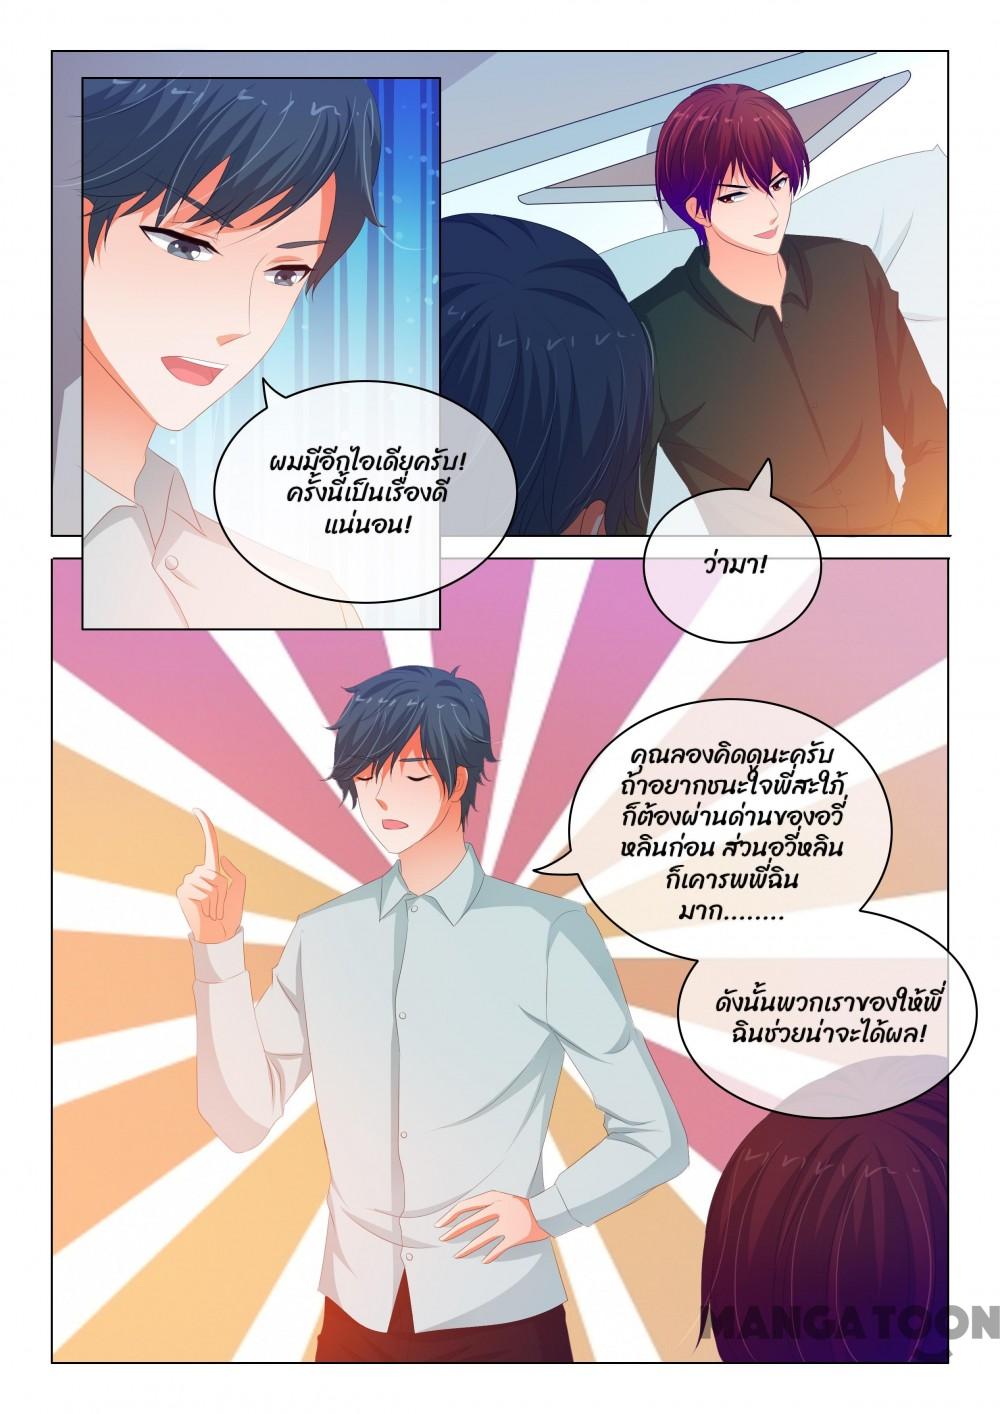 ผมมีอีกไอเดียครับ!
ครั้งนี้เป็นเรื่องดี
แน่นอน!
ว่ามา!
คุณลองคิดดูนะครับ
ถ้าอยากชนะใจพี่สะใภ้
ก็ต้องผ่านด่านของอวี่
หลินก่อน ส่วนอวี่หลิน
ก็เคารพพี่ฉิน
มาก........
ดังนั้นพวกเราขอให้พี่
ฉินช่วยน่าจะได้ผล!
MANGATOON